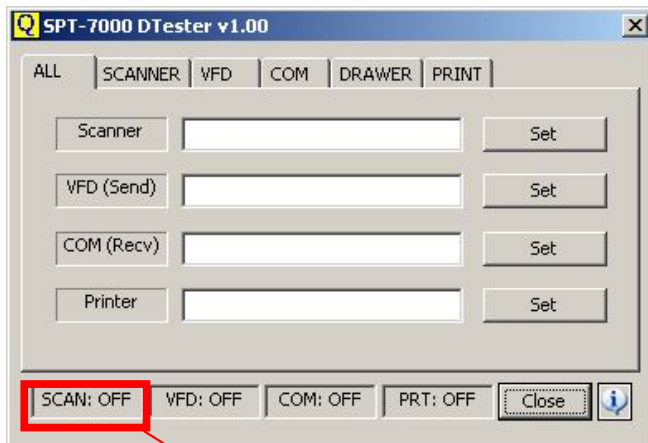 Q SPT-7000 DTester v1.00
ALL SCANNER VFD COM DRAWER PRINT
Scanner Set
VFD (Send) Set
COM (Recv) Set
Printer Set
SCAN: OFF VFD: OFF COM: OFF PRT: OFF Close i